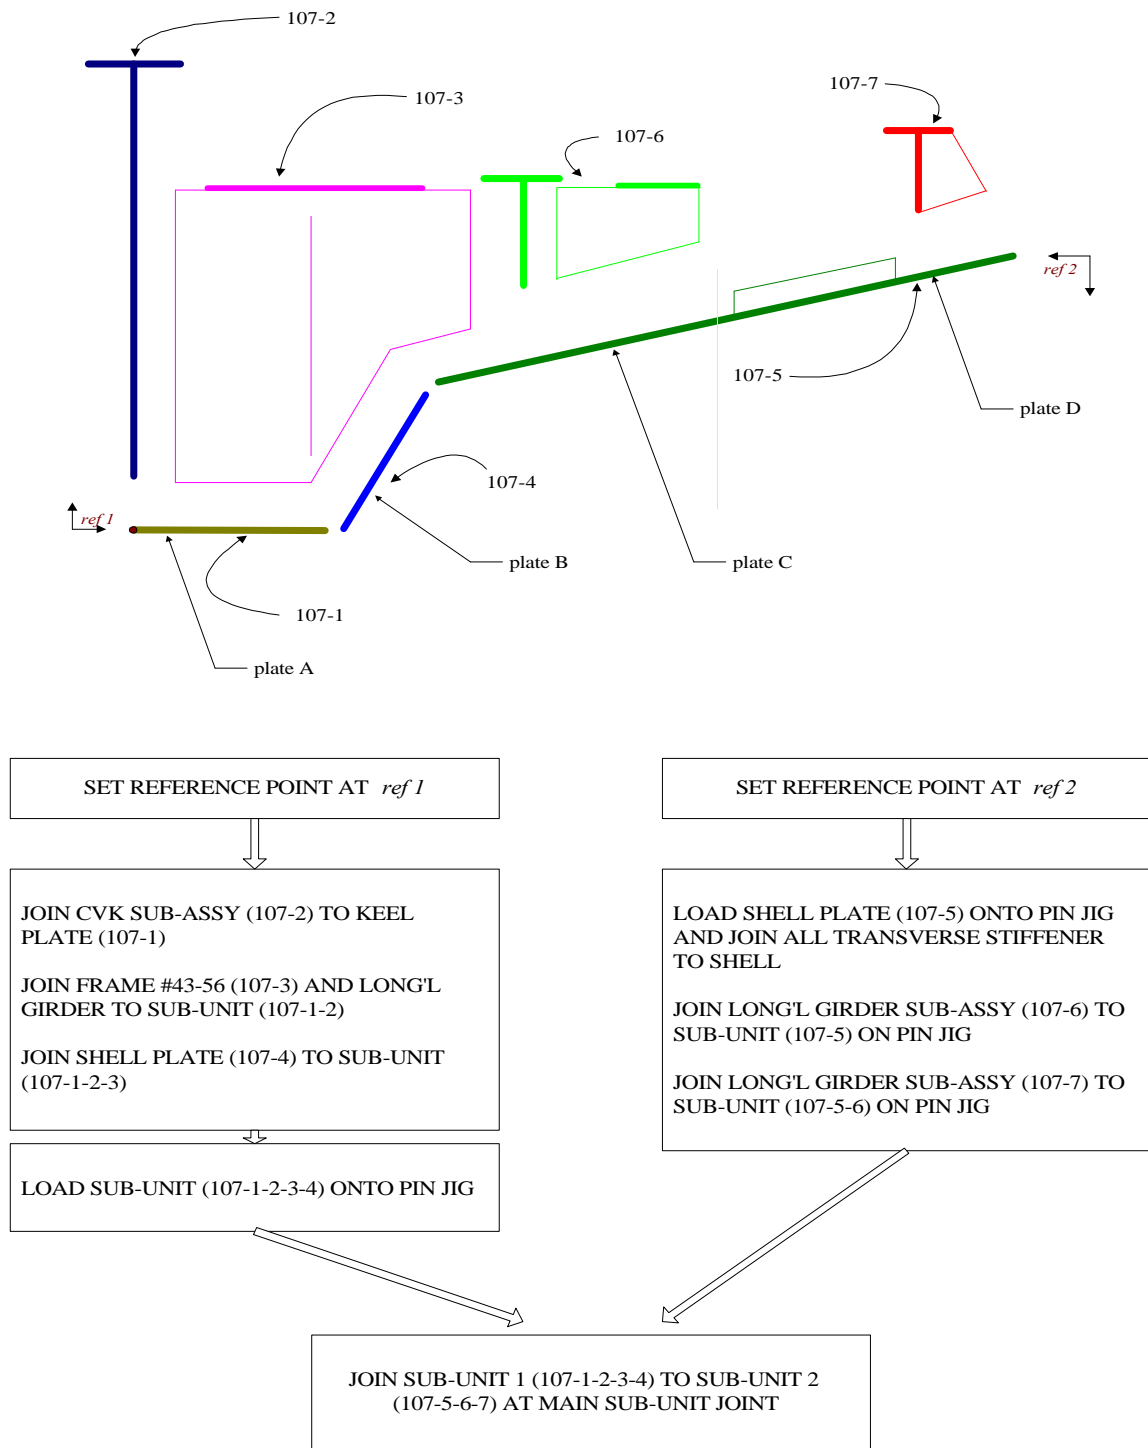 107-2
107-7
107-3
107-6
ref 2
107-5
plate D
107-4
ref 1
plate B
plate C
107-1
plate A
SET REFERENCE POINT AT ref 1
SET REFERENCE POINT AT ref 2
JOIN CVK SUB-ASSY (107-2) TO KEEL
PLATE (107-1)
JOIN FRAME #43-56 (107-3) AND LONG'L
GIRDER TO SUB-UNIT (107-1-2)
JOIN SHELL PLATE (107-4) TO SUB-UNIT
(107-1-2-3)
LOAD SUB-UNIT (107-1-2-3-4) ONTO PIN JIG
LOAD SHELL PLATE (107-5) ONTO PIN JIG
AND JOIN ALL TRANSVERSE STIFFENER
TO SHELL
JOIN LONG'L GIRDER SUB-ASSY (107-6) TO
SUB-UNIT (107-5) ON PIN JIG
JOIN LONG'L GIRDER SUB-ASSY (107-7) TO
SUB-UNIT (107-5-6) ON PIN JIG
JOIN SUB-UNIT 1 (107-1-2-3-4) TO SUB-UNIT 2
(107-5-6-7) AT MAIN SUB-UNIT JOINT